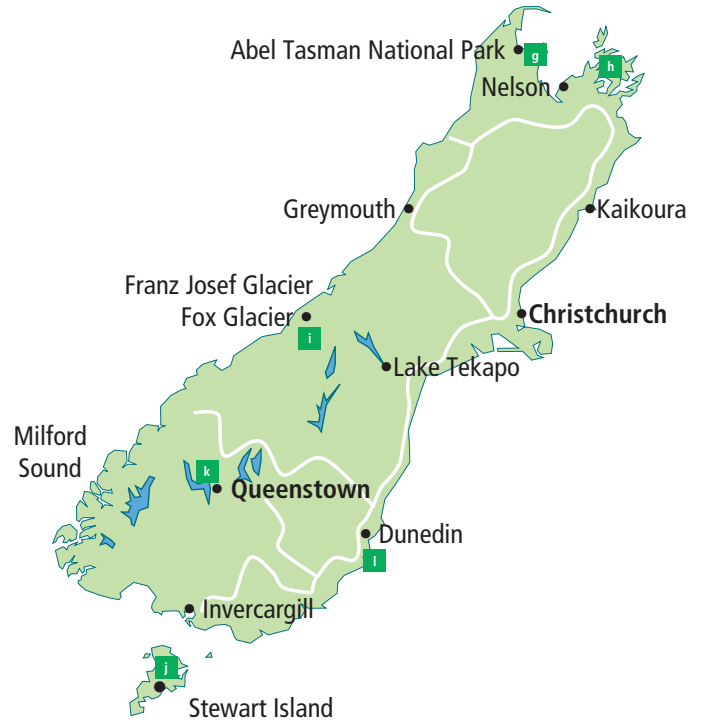 Abel Tasman National Park
g
h
Nelson
Greymouth
Kaikoura
Franz Josef Glacier
Fox Glacier
i
Christchurch
Lake Tekapo
Milford
Sound
k
Queenstown
Dunedin
l
Invercargill
j
Stewart Island